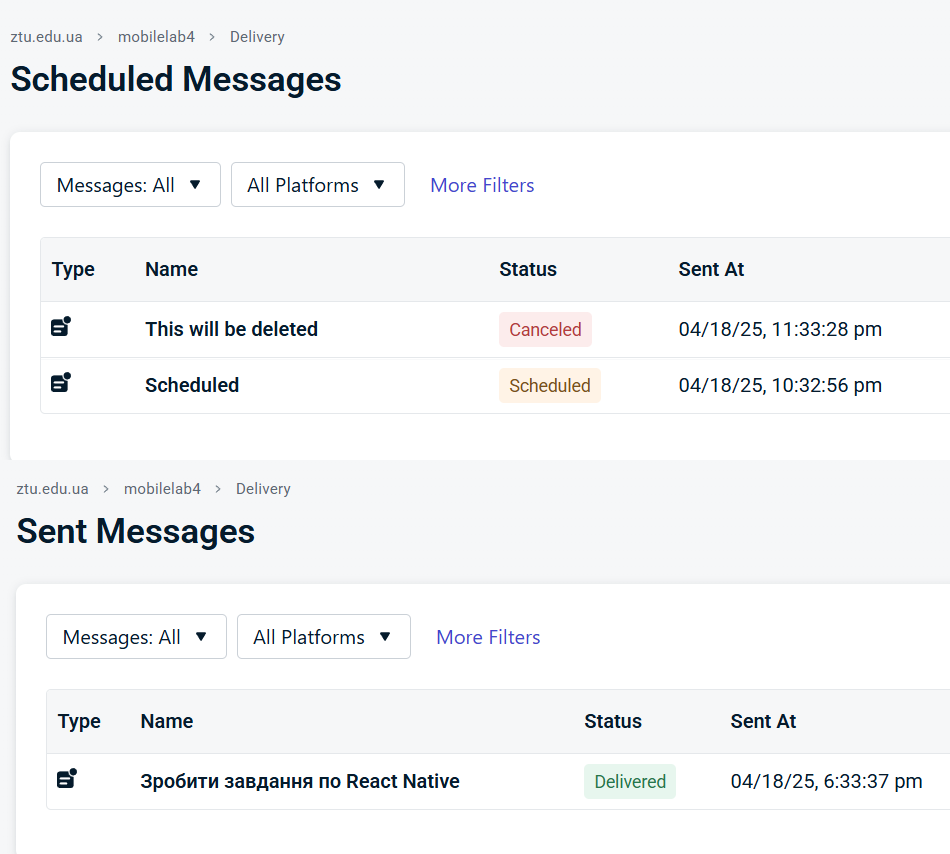 ztu.edu.ua > mobilelab4 > Delivery
Scheduled Messages
Messages: All ▼ All Platforms ▼ More Filters
Type Name Status Sent At
This will be deleted Canceled 04/18/25, 11:33:28 pm
Scheduled Scheduled 04/18/25, 10:32:56 pm
ztu.edu.ua > mobilelab4 > Delivery
Sent Messages
Messages: All ▼ All Platforms ▼ More Filters
Type Name Status Sent At
Зробити завдання по React Native Delivered 04/18/25, 6:33:37 pm